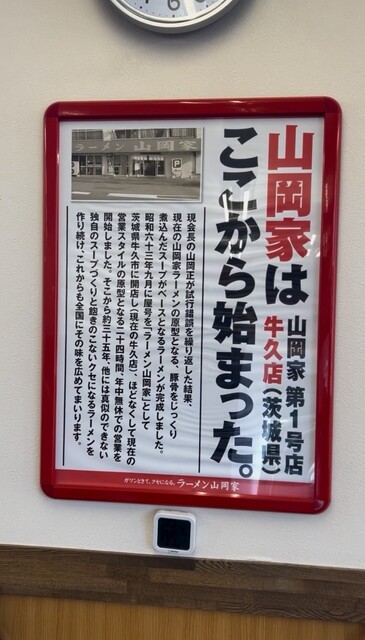 山岡家は
山岡家 第1号店
牛久店(茨城県)
ここから始まった。
ラーメン 山岡家
P
現会長の山岡正が試行錯誤を繰り返した結果、
現在の山岡家ラーメンの原型となる、豚骨をじっくり
煮込んだスープがベースとなるラーメンが完成しました。
昭和六十三年九月に屋号を「ラーメン山岡家」として
茨城県牛久市に開店し(現在の牛久店)、ほどなくして現在の
営業スタイルの原型となる二十四時間、年中無休での営業を
開始しました。そこから約三十五年、他には真似のできない
独自のスープづくりと飽きのこないクセになるラーメンを
作り続け、これからも全国にその味を広めてまいります。
ガツンときて、クセになる。ラーメン山岡家